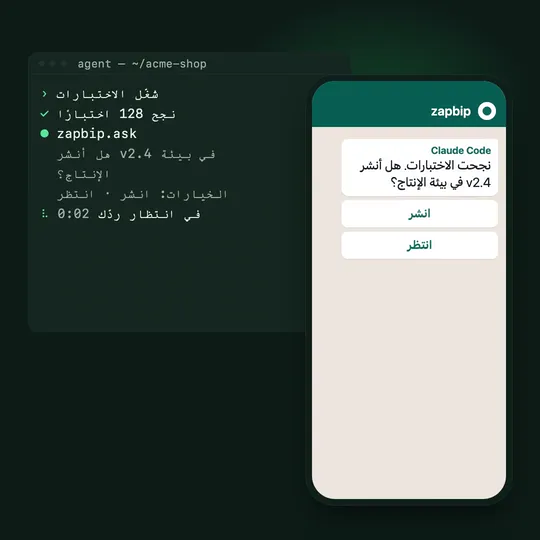 agent — ~/acme-shop
› شغّل الاختبارات
✓ نجح 128 اختبارًا
● zapbip.ask
هل أنشر v2.4 في بيئة
الإنتاج؟
الخيارات: انشر · انتظر
في انتظار ردّك 0:02
zapbip
Claude Code
نجحت الاختبارات. هل أنشر
v2.4 في بيئة الإنتاج؟
انشر
انتظر